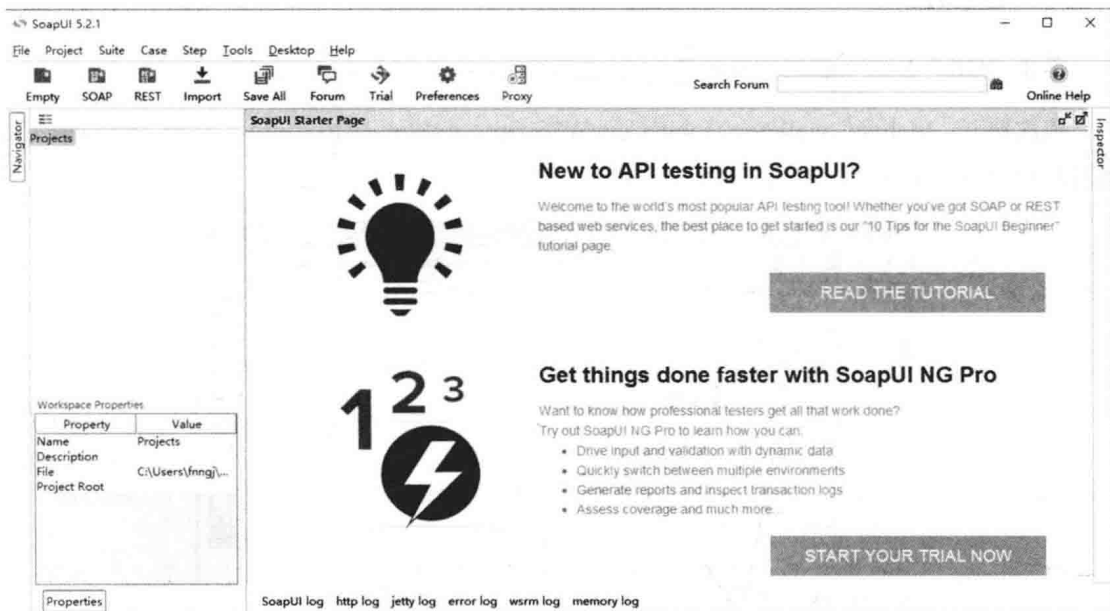 SoapUI 5.2.1
File Project Suite Case Step Tools Desktop Help
Empty SOAP REST Import Save All Forum Trial Preferences Proxy Search Forum Online Help
Navigator
Projects
SoapUI Starter Page
Inspector
New to API testing in SoapUI?
Welcome to the world's most popular API testing tool! Whether you've got SOAP or REST
based web services, the best place to get started is our "10 Tips for the SoapUI Beginner"
tutorial page.
READ THE TUTORIAL
1 2 3
Get things done faster with SoapUI NG Pro
Want to know how professional testers get all that work done?
Try out SoapUI NG Pro to learn how you can:
• Drive input and validation with dynamic data
• Quickly switch between multiple environments
• Generate reports and inspect transaction logs
• Assess coverage and much more...
START YOUR TRIAL NOW
Workspace Properties
Property Value
Name Projects
Description
File C:\Users\fnngj\...
Project Root
Properties
SoapUI log http log jetty log error log wsrm log memory log